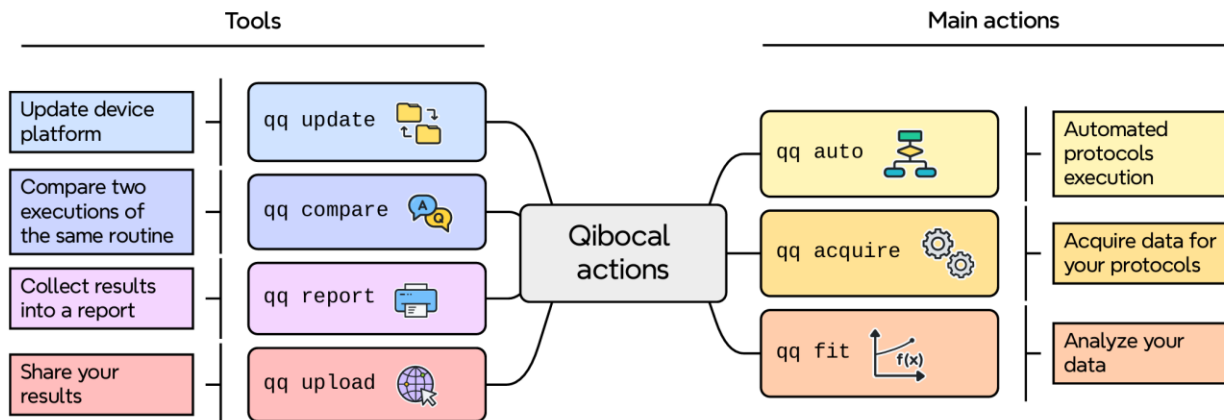 Tools
Main actions
Update device
platform
qq update
Compare two
executions of
the same routine
qq compare
A
Q
Collect results
into a report
qq report
Share your
results
qq upload
Qibocal
actions
qq auto
Automated
protocols
execution
qq acquire
Acquire data for
your protocols
qq fit
f(x)
Analyze your
data